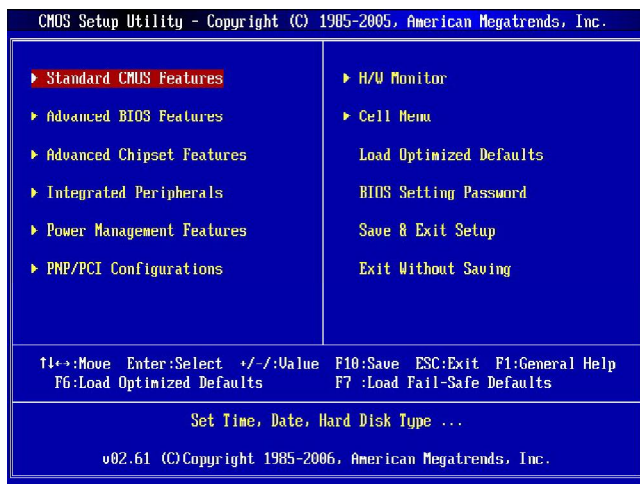 CMOS Setup Utility - Copyright (C) 1985-2005, American Megatrends, Inc.
Standard CMOS Features
Advanced BIOS Features
Advanced Chipset Features
Integrated Peripherals
Power Management Features
PNP/PCI Configurations
H/W Monitor
Cell Menu
Load Optimized Defaults
BIOS Setting Password
Save & Exit Setup
Exit Without Saving
↑↓←→:Move Enter:Select +/-/:Value F10:Save ESC:Exit F1:General Help
F6:Load Optimized Defaults F7 :Load Fail-Safe Defaults
Set Time, Date, Hard Disk Type ...
v02.61 (C)Copyright 1985-2006, American Megatrends, Inc.